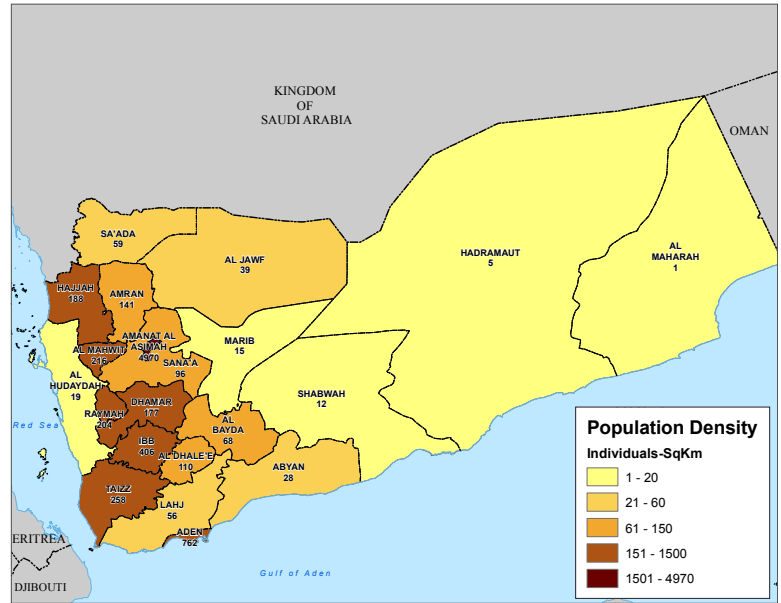 KINGDOM
OF
SAUDI ARABIA
OMAN
SA'ADA
59
AL JAWF
39
HADRAMAUT
5
AL
MAHARAH
1
HAJJAH
188
AMRAN
141
AMANAT AL
ASIMAH
4970
MARIB
15
AL MAHWIT
216
SANA'A
96
AL
HUDAYDAH
19
SHABWAH
12
DHAMAR
177
RAYMAH
204
AL
BAYDA
68
Red Sea
IBB
406
AL DHALE'E
110
ABYAN
28
TAIZZ
258
LAHJ
56
ADEN
762
ERITREA
DJIBOUTI
Gulf of Aden
Population Density
Individuals-SqKm
1 - 20
21 - 60
61 - 150
151 - 1500
1501 - 4970